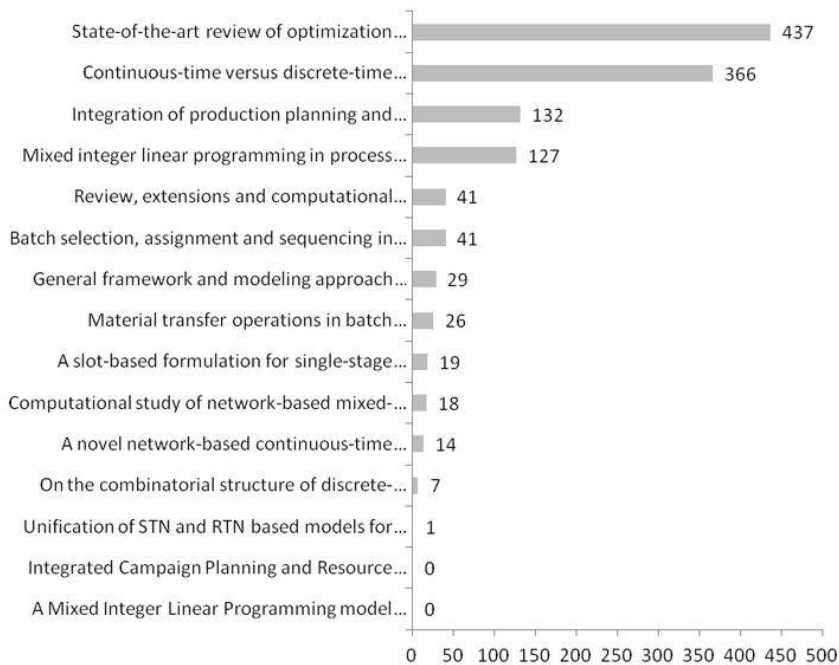 State-of-the-art review of optimization... 437
Continuous-time versus discrete-time... 366
Integration of production planning and... 132
Mixed integer linear programming in process... 127
Review, extensions and computational... 41
Batch selection, assignment and sequencing in... 41
General framework and modeling approach... 29
Material transfer operations in batch... 26
A slot-based formulation for single-stage... 19
Computational study of network-based mixed-... 18
A novel network-based continuous-time... 14
On the combinatorial structure of discrete-... 7
Unification of STN and RTN based models for... 1
Integrated Campaign Planning and Resource... 0
A Mixed Integer Linear Programming model... 0
0 50 100 150 200 250 300 350 400 450 500